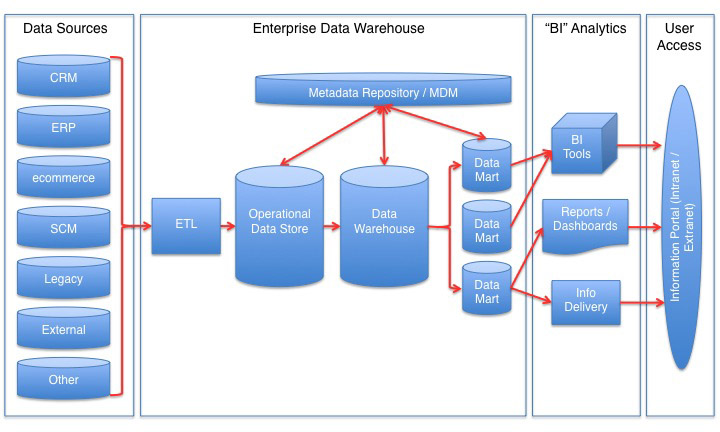 Data Sources
CRM
ERP
ecommerce
SCM
Legacy
External
Other
Enterprise Data Warehouse
Metadata Repository / MDM
ETL
Operational
Data Store
Data
Warehouse
Data
Mart
Data
Mart
Data
Mart
“BI” Analytics
BI
Tools
Reports /
Dashboards
Info
Delivery
User
Access
Information Portal (Intranet /
Extranet)